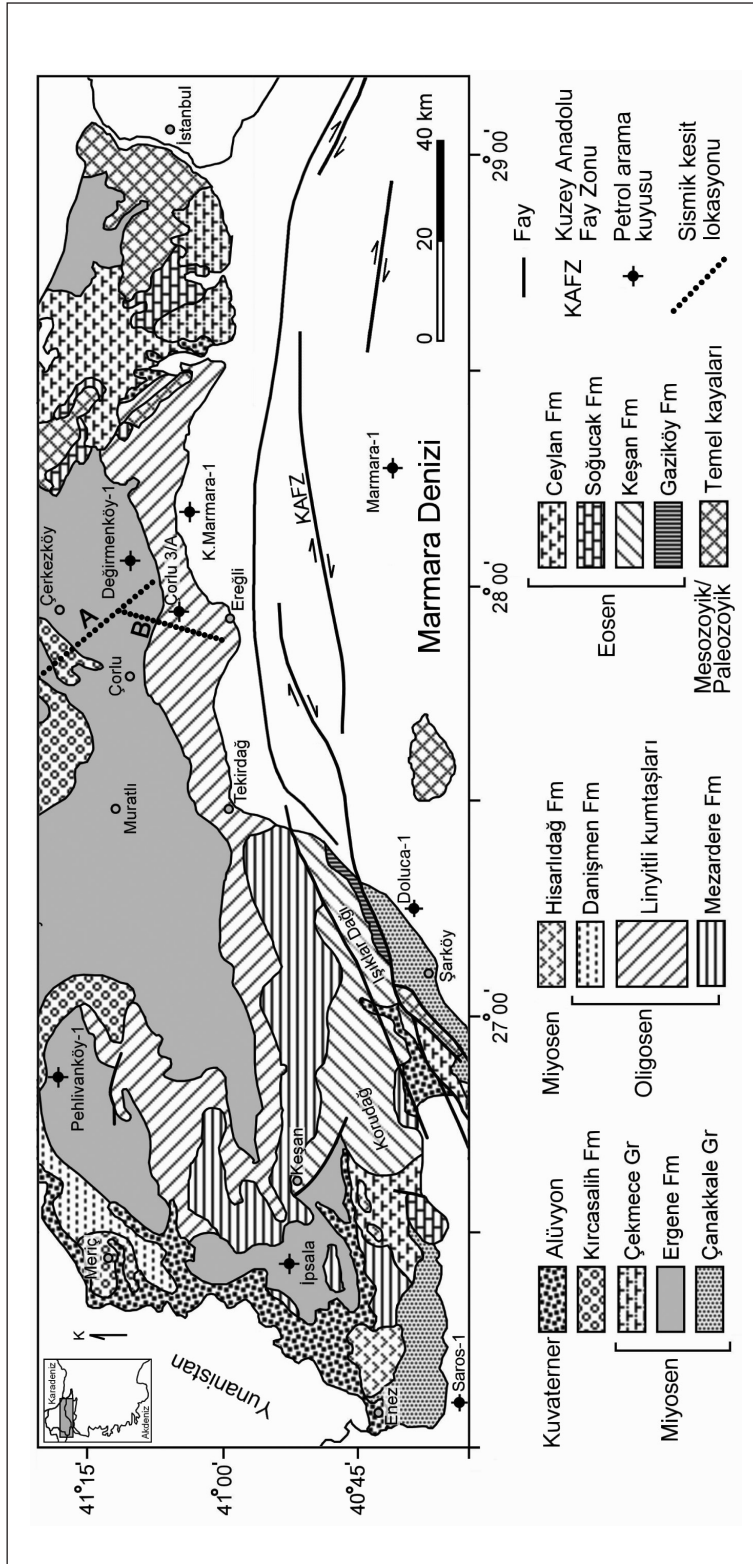 Karadeniz
Akdeniz
K
Yunanistan
Meriç
Pehlivanköy-1
Muratlı
Çorlu
Çerkezköy
A
B
Değirmenköy-1
Çorlu 3/A
K.Marmara-1
Ereğli
Tekirdağ
İstanbul
İpsala
Keşan
Korudağ
Işıklar Dağı
Enez
Saros-1
Şarköy
Doluca-1
KAFZ
Marmara-1
Marmara Denizi
0 20 40 km
41°15'
41°00'
40°45'
27°00'
28°00'
29°00'
Kuvaterner
Alüvyon
Kırcasalih Fm
Çekmece Gr
Ergene Fm
Çanakkale Gr
Miyosen
Miyosen
Hisarlıdağ Fm
Danişmen Fm
Linyitli kumtaşları
Mezardere Fm
Oligosen
Ceylan Fm
Soğucak Fm
Keşan Fm
Gaziköy Fm
Eosen
Mesozoyik/
Paleozoyik
Temel kayaları
Fay
KAFZ
Kuzey Anadolu
Fay Zonu
Petrol arama
kuyusu
Sismik kesit
lokasyonu